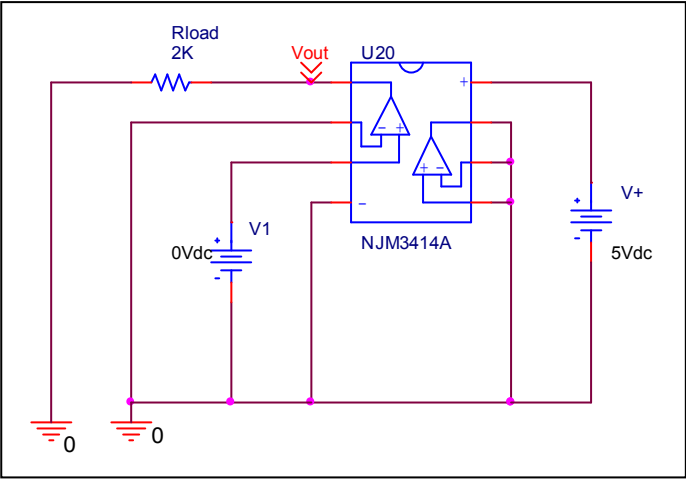 Rload
2K
Vout
U20
+
- +
+ -
-
NJM3414A
V+
+
-
5Vdc
V1
+
0Vdc
-
0
0